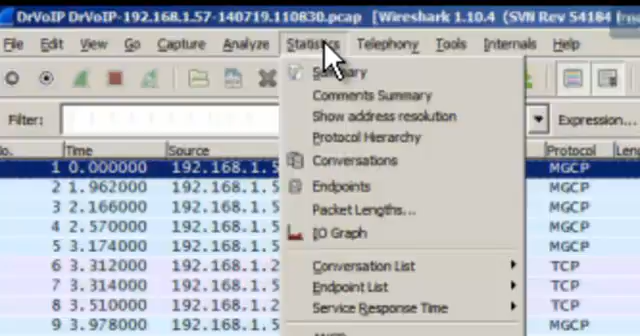 DrVoIP DrVoIP-192.168.1.57-140719.110830.pcap [Wireshark 1.10.4 (SVN Rev 54184
File Edit View Go Capture Analyze Statistics Telephony Tools Internals Help
Summary
Comments Summary
Filter: Show address resolution Expression...
Protocol Hierarchy
No. Time Source Protocol Leng
1 0.000000 192.168.1.5 Conversations MGCP
2 1.962000 192.168.1.5 Endpoints MGCP
3 2.166000 192.168.1.5 Packet Lengths... MGCP
4 2.570000 192.168.1.5 IO Graph MGCP
5 3.174000 192.168.1.5 MGCP
6 3.312000 192.168.1.2 Conversation List TCP
7 3.314000 192.168.1.2 Endpoint List TCP
8 3.510000 192.168.1.2 Service Response Time TCP
9 3.978000 192.168.1.5 MGCP